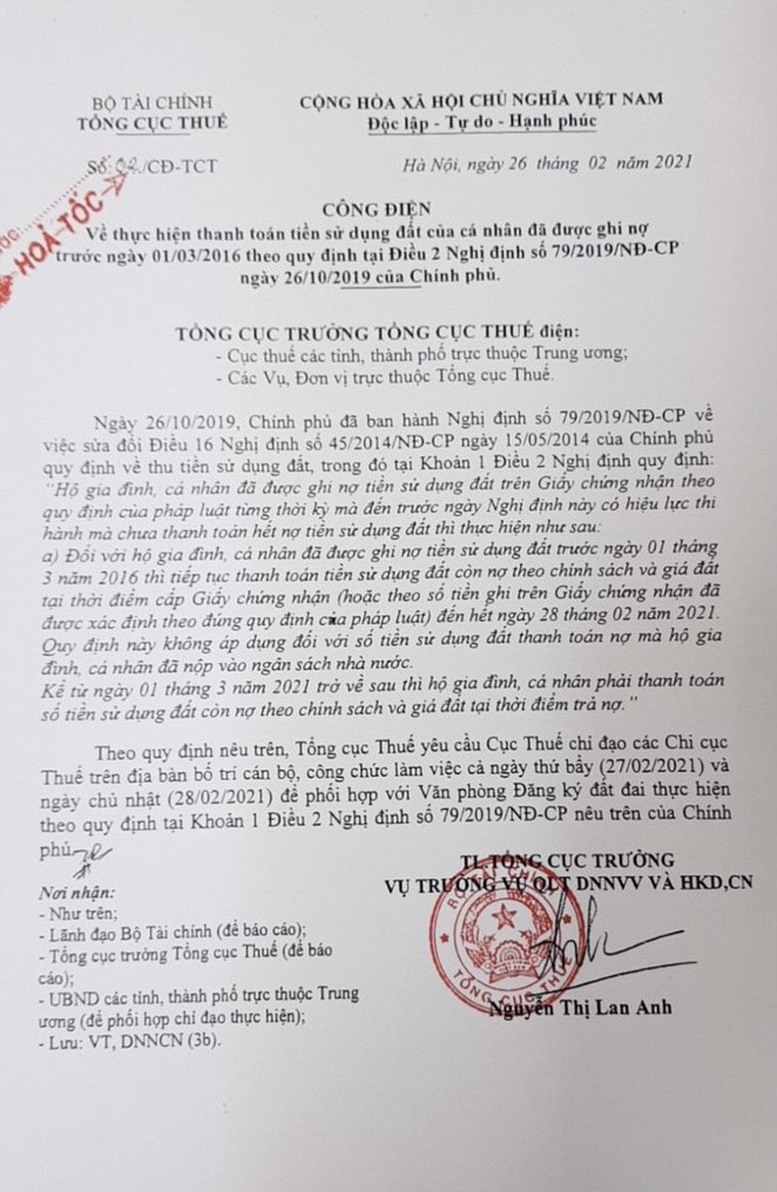 BỘ TÀI CHÍNH
TỔNG CỤC THUẾ
CỘNG HÒA XÃ HỘI CHỦ NGHĨA VIỆT NAM
Độc lập - Tự do - Hạnh phúc
Số: 02/CĐ-TCT
Hà Nội, ngày 26 tháng 02 năm 2021
HOẢ TỐC
CÔNG ĐIỆN
Về thực hiện thanh toán tiền sử dụng đất của cá nhân đã được ghi nợ
trước ngày 01/03/2016 theo quy định tại Điều 2 Nghị định số 79/2019/NĐ-CP
ngày 26/10/2019 của Chính phủ.
TỔNG CỤC TRƯỞNG TỔNG CỤC THUẾ điện:
- Cục thuế các tỉnh, thành phố trực thuộc Trung ương;
- Các Vụ, Đơn vị trực thuộc Tổng cục Thuế.
Ngày 26/10/2019, Chính phủ đã ban hành Nghị định số 79/2019/NĐ-CP về
việc sửa đổi Điều 16 Nghị định số 45/2014/NĐ-CP ngày 15/05/2014 của Chính phủ
quy định về thu tiền sử dụng đất, trong đó tại Khoản 1 Điều 2 Nghị định quy định:
"Hộ gia đình, cá nhân đã được ghi nợ tiền sử dụng đất trên Giấy chứng nhận theo
quy định của pháp luật từng thời kỳ mà đến trước ngày Nghị định này có hiệu lực thi
hành mà chưa thanh toán hết nợ tiền sử dụng đất thì thực hiện như sau:
a) Đối với hộ gia đình, cá nhân đã được ghi nợ tiền sử dụng đất trước ngày 01 tháng
3 năm 2016 thì tiếp tục thanh toán tiền sử dụng đất còn nợ theo chính sách và giá đất
tại thời điểm cấp Giấy chứng nhận (hoặc theo số tiền ghi trên Giấy chứng nhận đã
được xác định theo đúng quy định của pháp luật) đến hết ngày 28 tháng 02 năm 2021.
Quy định này không áp dụng đối với số tiền sử dụng đất thanh toán nợ mà hộ gia
đình, cá nhân đã nộp vào ngân sách nhà nước.
Kể từ ngày 01 tháng 3 năm 2021 trở về sau thì hộ gia đình, cá nhân phải thanh toán
số tiền sử dụng đất còn nợ theo chính sách và giá đất tại thời điểm trả nợ."
Theo quy định nêu trên, Tổng cục Thuế yêu cầu Cục Thuế chỉ đạo các Chi cục
Thuế trên địa bàn bố trí cán bộ, công chức làm việc cả ngày thứ bảy (27/02/2021) và
ngày chủ nhật (28/02/2021) để phối hợp với Văn phòng Đăng ký đất đai thực hiện
theo quy định tại Khoản 1 Điều 2 Nghị định số 79/2019/NĐ-CP nêu trên của Chính
phủ.
TL.TỔNG CỤC TRƯỞNG
VỤ TRƯỞNG VỤ QLT DNNVV VÀ HKD,CN
BỘ TÀI CHÍNH
TỔNG CỤC THUẾ
Nguyễn Thị Lan Anh
Nơi nhận:
- Như trên;
- Lãnh đạo Bộ Tài chính (để báo cáo);
- Tổng cục trưởng Tổng cục Thuế (để báo
cáo);
- UBND các tỉnh, thành phố trực thuộc Trung
ương (để phối hợp chỉ đạo thực hiện);
- Lưu: VT, DNNCN (3b).